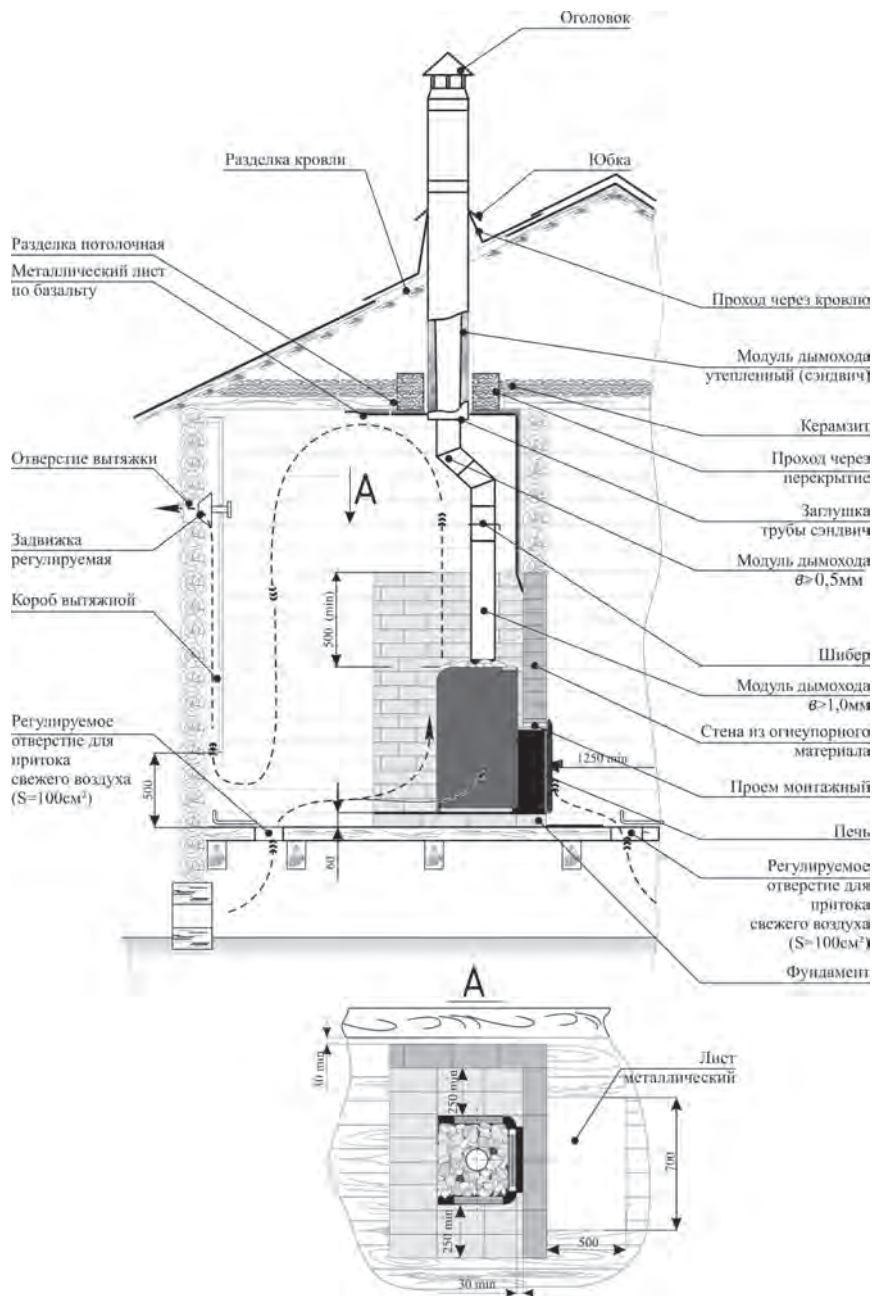 Оголовок
Разделка кровли
Юбка
Разделка потолочная
Металлический лист
по базальту
Проход через кровлю
Модуль дымохода
утепленный (сэндвич)
Керамзит
Отверстие вытяжки
А
Проход через
перекрытие
Заглушка
трубы сэндвич
Задвижка
регулируемая
Модуль дымохода
в>0,5мм
Короб вытяжной
500 (min)
Шибер
Модуль дымохода
в>1,0мм
Регулируемое
отверстие для
притока
свежего воздуха
(S=100см²)
Стена из огнеупорного
материала
1250 min
500
Проем монтажный
60
Печь
Регулируемое
отверстие для
притока
свежего воздуха
(S=100см²)
Фундамент
А
30 min
Лист
металлический
250 min
700
250 min
500
30 min